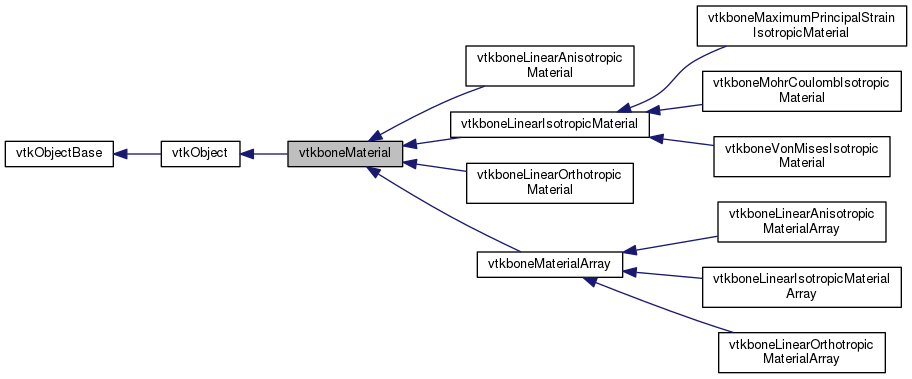 vtkObjectBase
vtkObject
vtkboneMaterial
vtkboneLinearAnisotropic
Material
vtkboneLinearIsotropicMaterial
vtkboneLinearOrthotropic
Material
vtkboneMaterialArray
vtkboneMaximumPrincipalStrain
IsotropicMaterial
vtkboneMohrCoulombIsotropic
Material
vtkboneVonMisesIsotropic
Material
vtkboneLinearAnisotropic
MaterialArray
vtkboneLinearIsotropicMaterial
Array
vtkboneLinearOrthotropic
MaterialArray